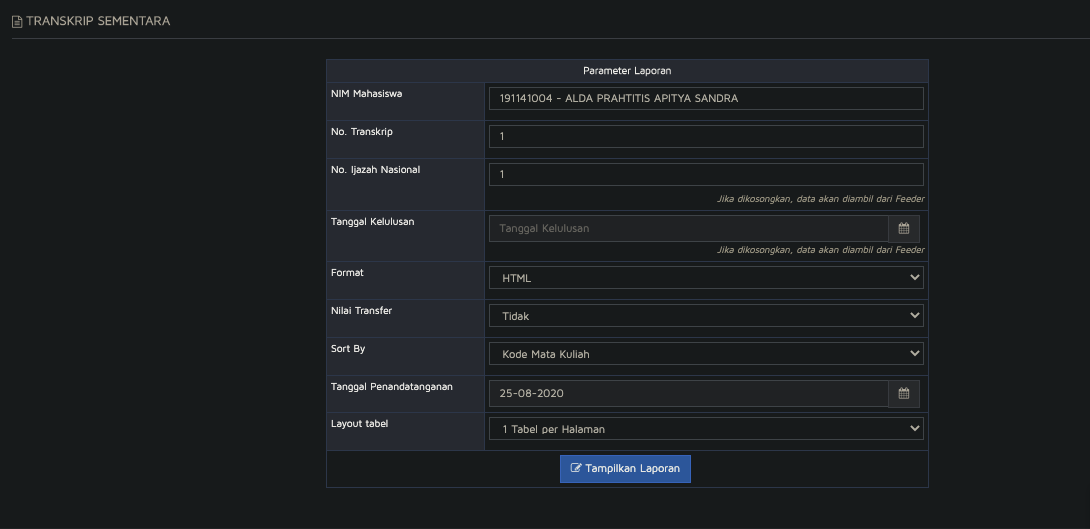 TRANSKRIP SEMENTARA
Parameter Laporan
NIM Mahasiswa
191141004 - ALDA PRAHTITIS APITYA SANDRA
No. Transkrip
1
No. Ijazah Nasional
1
Jika dikosongkan, data akan diambil dari Feeder
Tanggal Kelulusan
Tanggal Kelulusan
Jika dikosongkan, data akan diambil dari Feeder
Format
HTML
Nilai Transfer
Tidak
Sort By
Kode Mata Kuliah
Tanggal Penandatanganan
25-08-2020
Layout tabel
1 Tabel per Halaman
Tampilkan Laporan